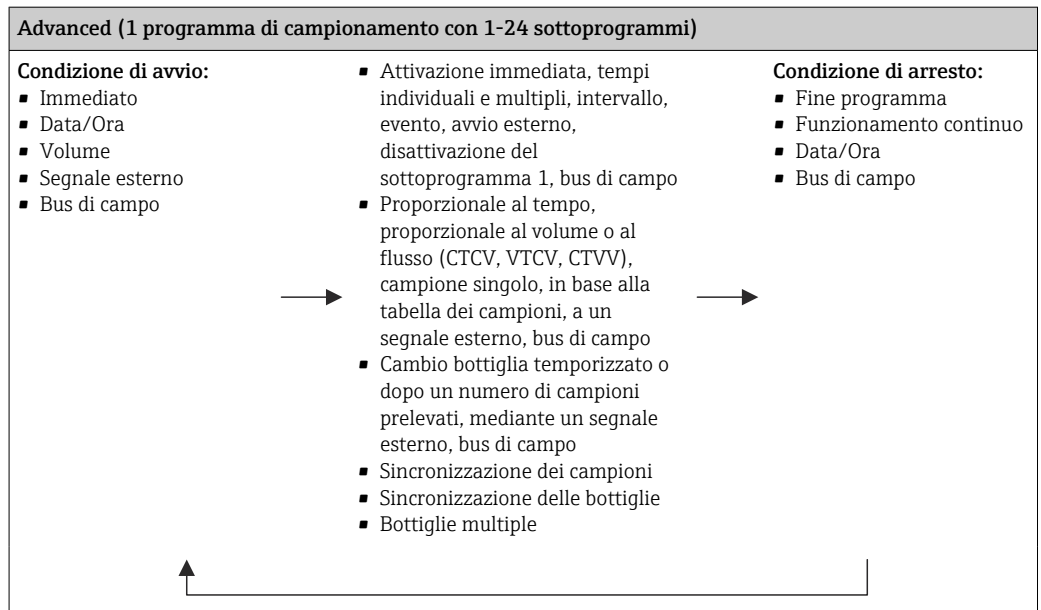 Advanced (1 programma di campionamento con 1-24 sottoprogrammi)
Condizione di avvio:
▪ Immediato
▪ Data/Ora
▪ Volume
▪ Segnale esterno
▪ Bus di campo
▪ Attivazione immediata, tempi
individuali e multipli, intervallo,
evento, avvio esterno,
disattivazione del
sottoprogramma 1, bus di campo
▪ Proporzionale al tempo,
proporzionale al volume o al
flusso (CTCV, VTCV, CTVV),
campione singolo, in base alla
tabella dei campioni, a un
segnale esterno, bus di campo
▪ Cambio bottiglia temporizzato o
dopo un numero di campioni
prelevati, mediante un segnale
esterno, bus di campo
▪ Sincronizzazione dei campioni
▪ Sincronizzazione delle bottiglie
▪ Bottiglie multiple
Condizione di arresto:
▪ Fine programma
▪ Funzionamento continuo
▪ Data/Ora
▪ Bus di campo